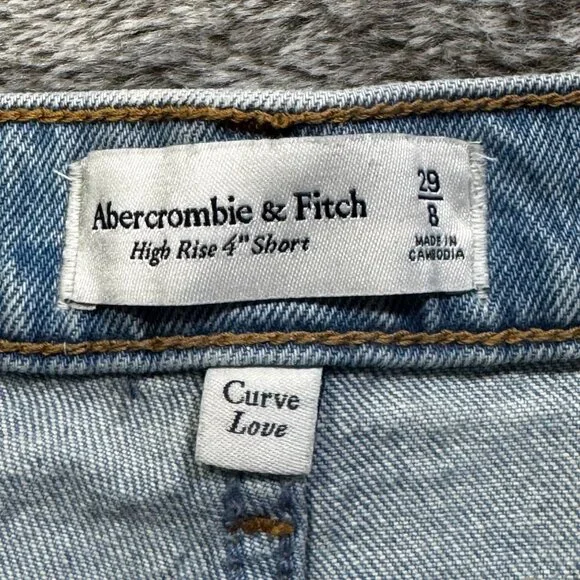 Abercrombie & Fitch
High Rise 4" Short
29
8
MADE IN
CAMBODIA
Curve
Love